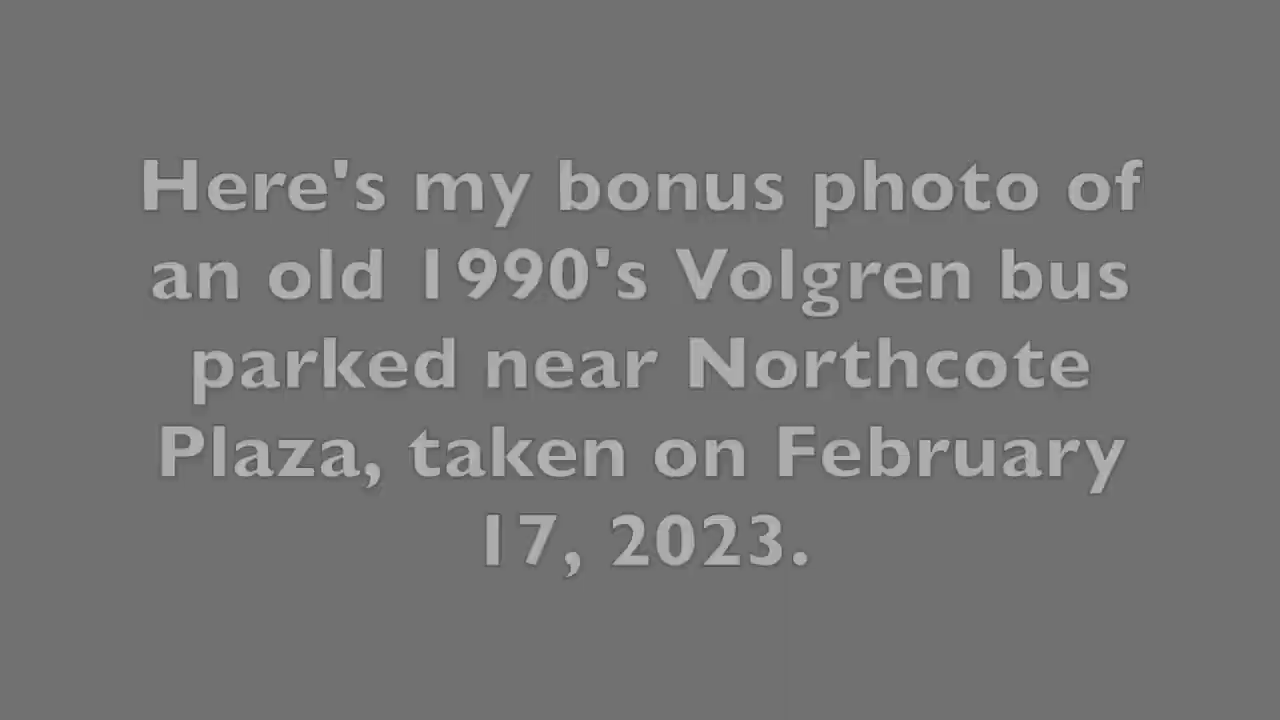 Here's my bonus photo of
an old 1990's Volgren bus
parked near Northcote
Plaza, taken on February
17, 2023.